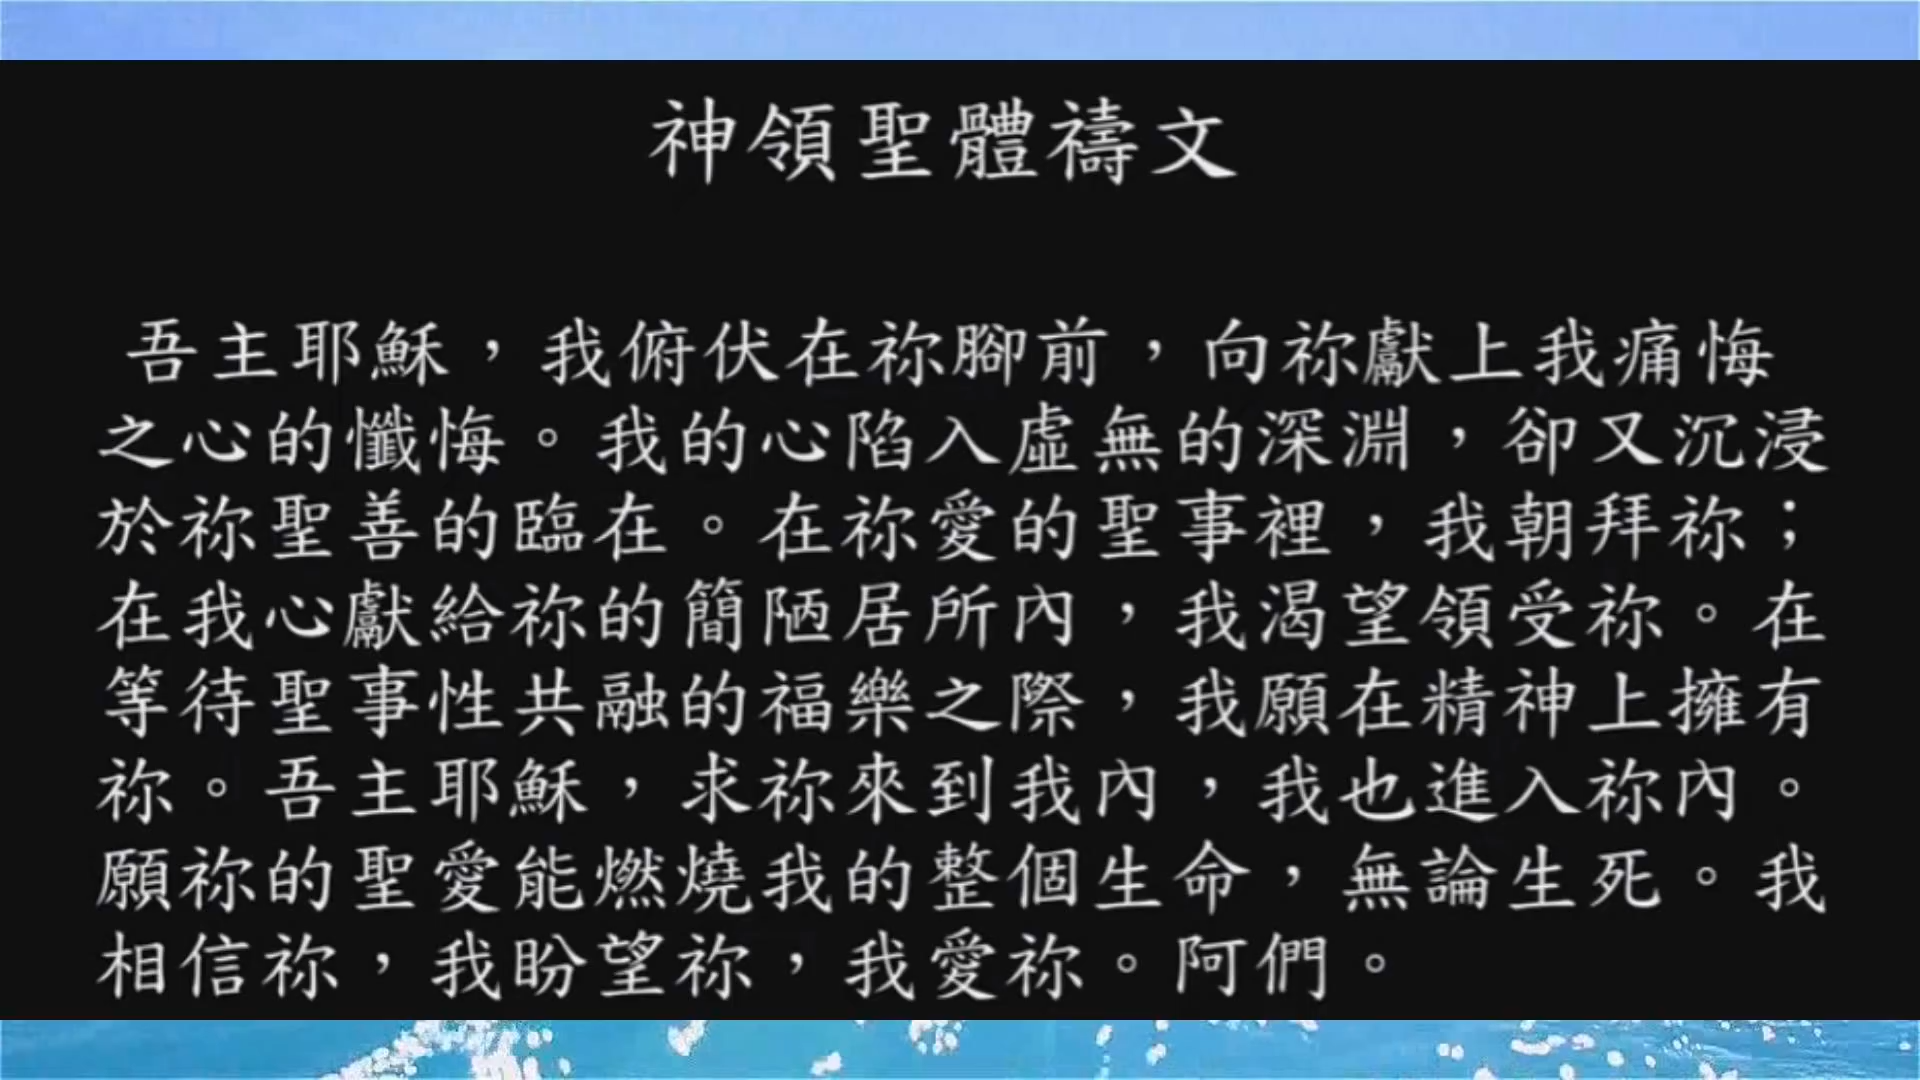 神領聖體禱文
吾主耶穌，我俯伏在祢腳前，向祢獻上我痛悔
之心的懺悔。我的心陷入虛無的深淵，卻又沉浸
於祢聖善的臨在。在祢愛的聖事裡，我朝拜祢；
在我心獻給祢的簡陋居所內，我渴望領受祢。在
等待聖事性共融的福樂之際，我願在精神上擁有
祢。吾主耶穌，求祢來到我內，我也進入祢內。
願祢的聖愛能燃燒我的整個生命，無論生死。我
相信祢，我盼望祢，我愛祢。阿們。